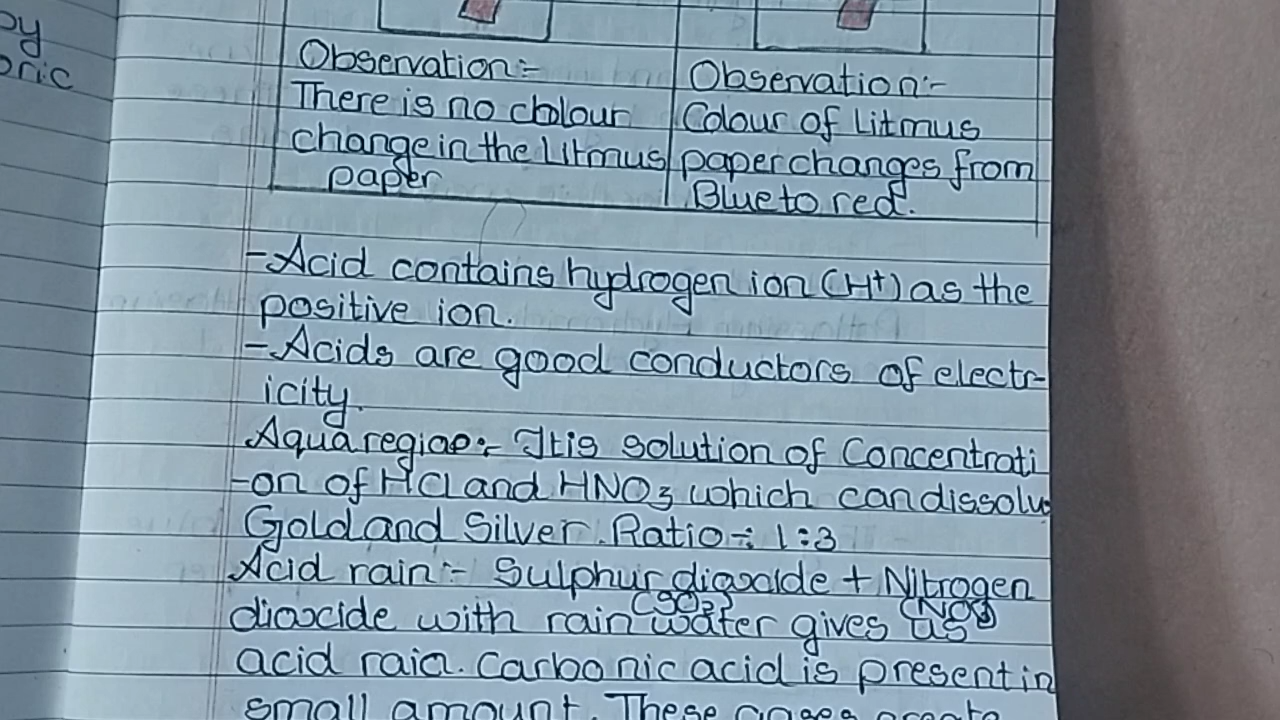 oy
oric
Observation:-
There is no colour
change in the Litmus
paper
Observation:-
Colour of Litmus
paper changes from
Blue to red.
-Acid contains hydrogen ion (H+) as the
positive ion.
-Acids are good conductors of electr-
icity.
Aquaregiao:- It is solution of Concentrati
-on of HCl and HNO3 which can dissolve
Gold and Silver. Ratio-: 1:3
Acid rain:- Sulphur dioxide + Nitrogen
(SO2) (NO2)
dioxcide with rain water gives us
acid rain. Carbonic acid is present in
small amount. These gases create